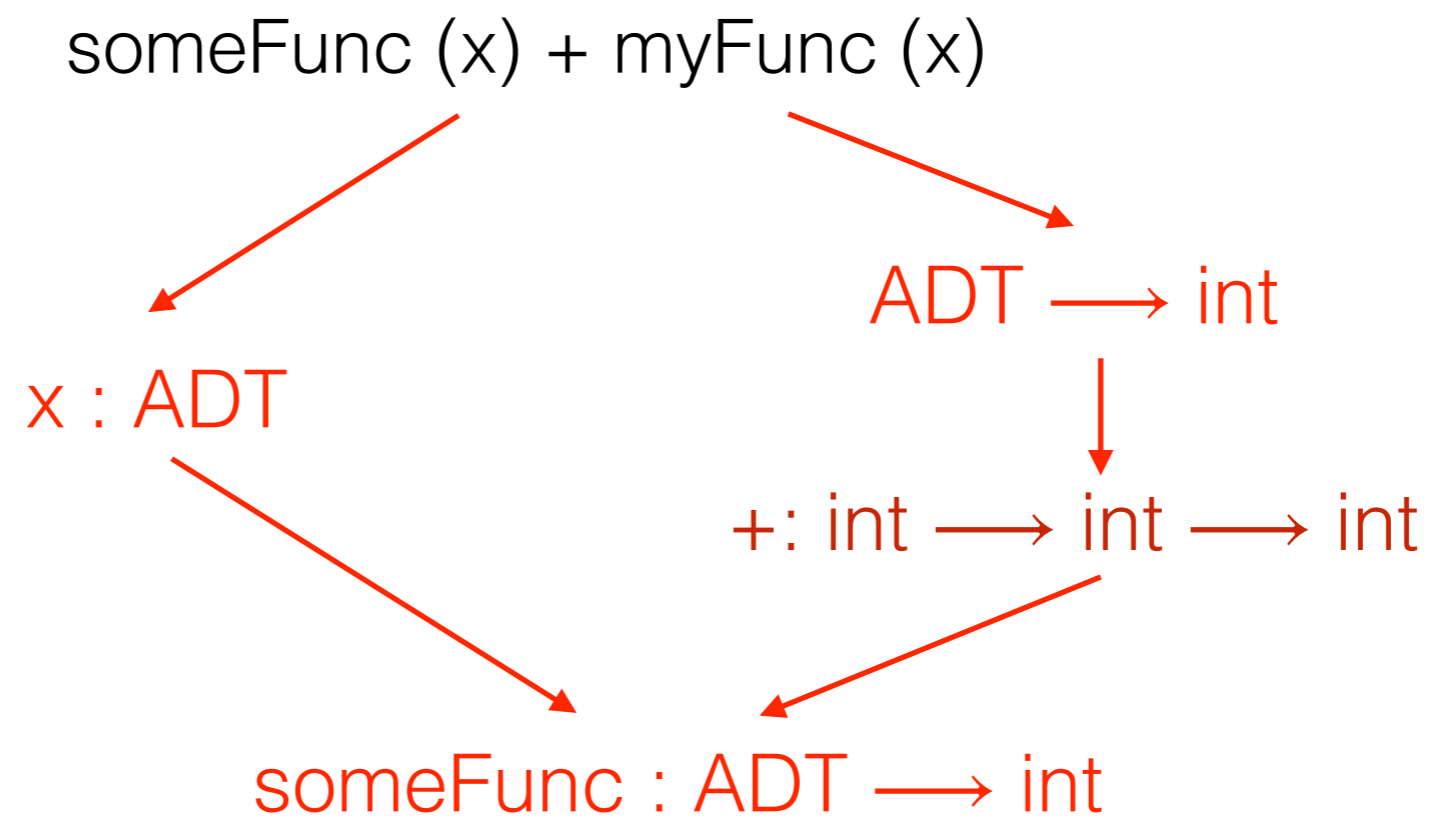 someFunc (x) + myFunc (x)
ADT ⟶ int
x : ADT
+: int ⟶ int ⟶ int
someFunc : ADT ⟶ int